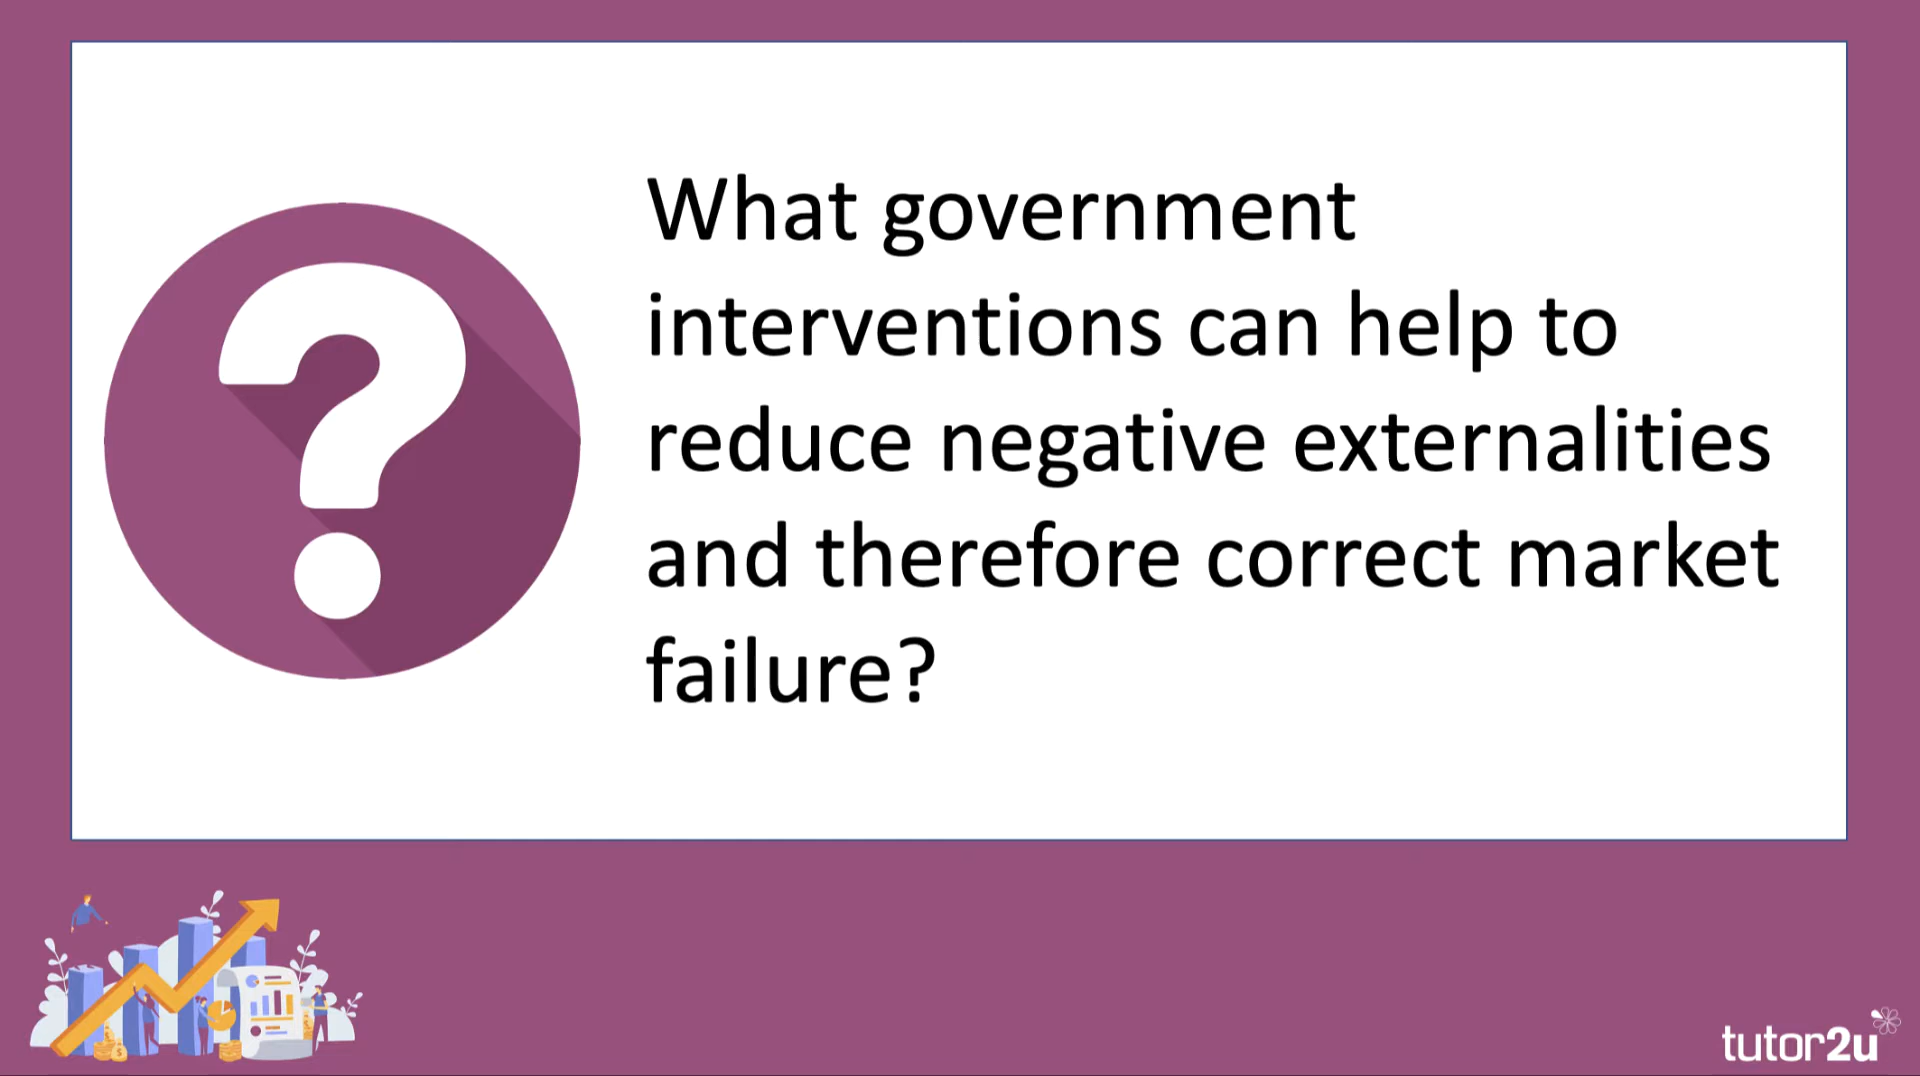 What government
interventions can help to
reduce negative externalities
and therefore correct market
failure?
tutor2u